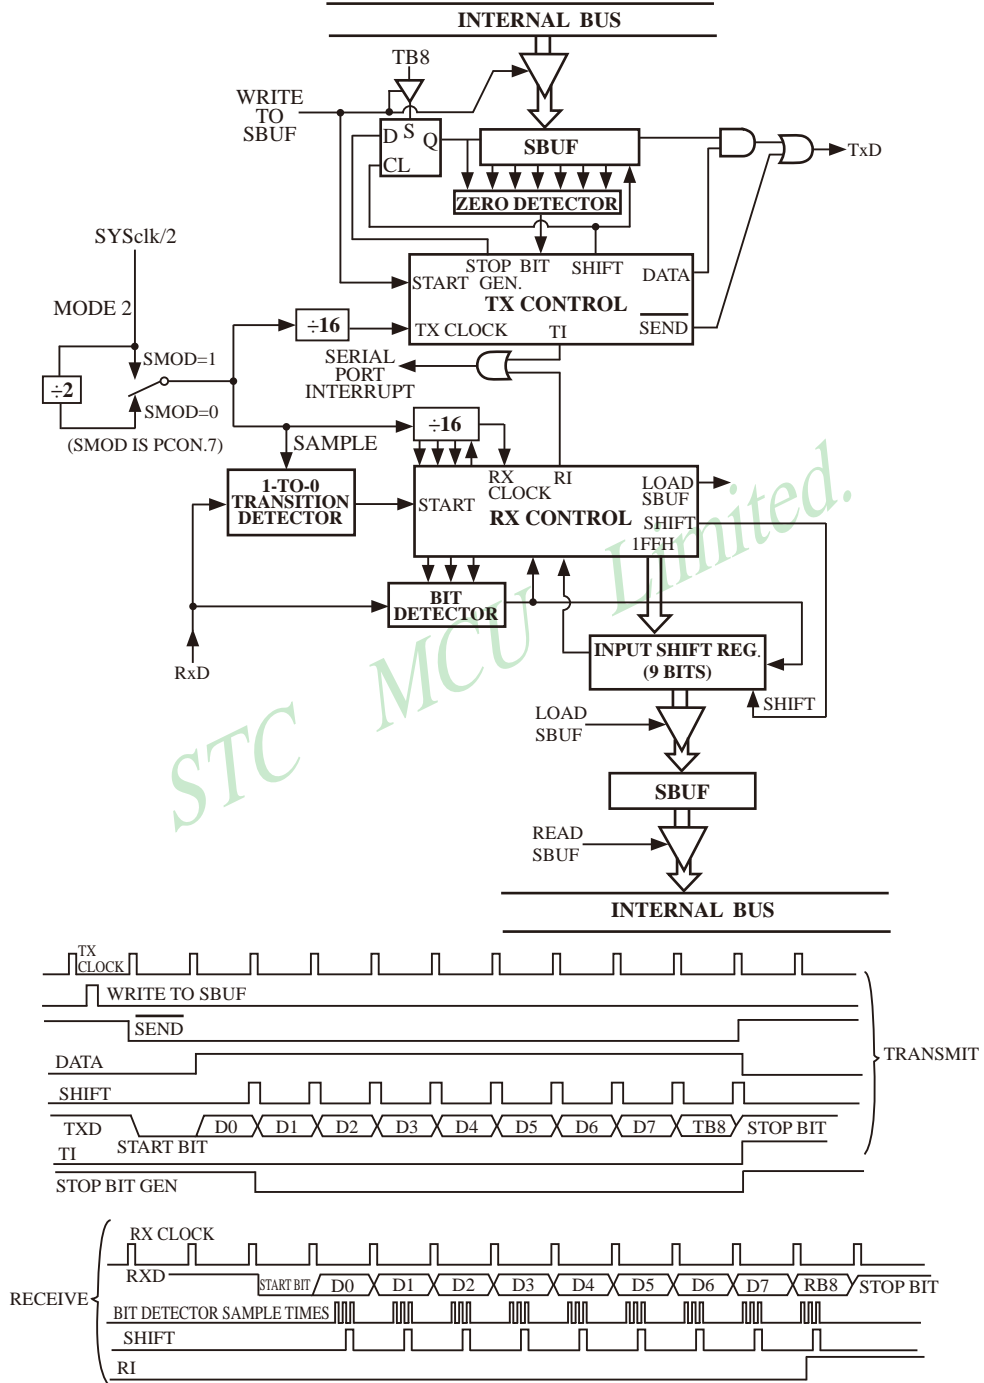 INTERNAL BUS
TB8
WRITE
TO
SBUF
D
S
Q
CL
SBUF
TxD
ZERO DETECTOR
SYSclk/2
STOP BIT
GEN.
SHIFT
DATA
START
TX CONTROL
MODE 2
÷16
TX CLOCK
TI
SEND
SERIAL
PORT
INTERRUPT
SMOD=1
÷2
SMOD=0
(SMOD IS PCON.7)
SAMPLE
÷16
1-TO-0
TRANSITION
DETECTOR
START
RX
CLOCK
RI
LOAD
SBUF
RX CONTROL
SHIFT
1FFH
BIT
DETECTOR
RxD
INPUT SHIFT REG.
(9 BITS)
SHIFT
LOAD
SBUF
SBUF
READ
SBUF
INTERNAL BUS
STC MCU Limited.
TX
CLOCK
WRITE TO SBUF
SEND
DATA
TRANSMIT
SHIFT
TXD
START BIT
D0 D1 D2 D3 D4 D5 D6 D7 TB8 STOP BIT
TI
STOP BIT GEN
RX CLOCK
RXD
START BIT D0 D1 D2 D3 D4 D5 D6 D7 RB8 STOP BIT
RECEIVE
BIT DETECTOR SAMPLE TIMES
SHIFT
RI